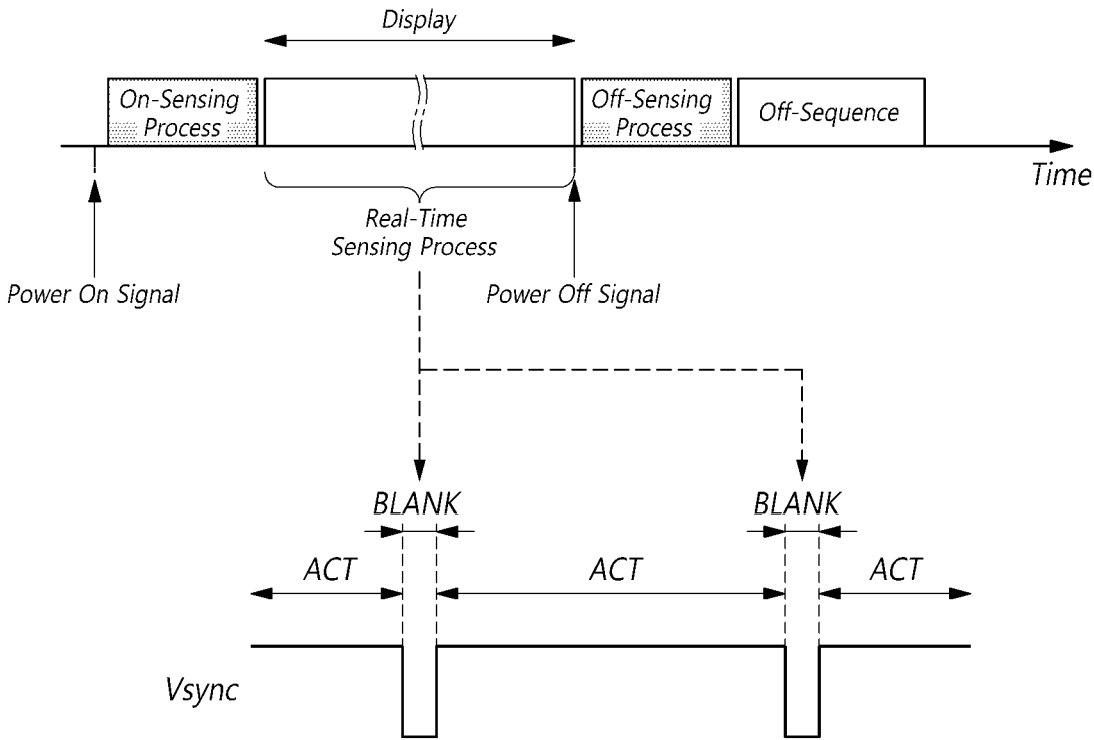 Display
On-Sensing
Process
Off-Sensing
Process
Off-Sequence
Time
Real-Time
Sensing Process
Power On Signal
Power Off Signal
BLANK
BLANK
ACT
ACT
ACT
Vsync